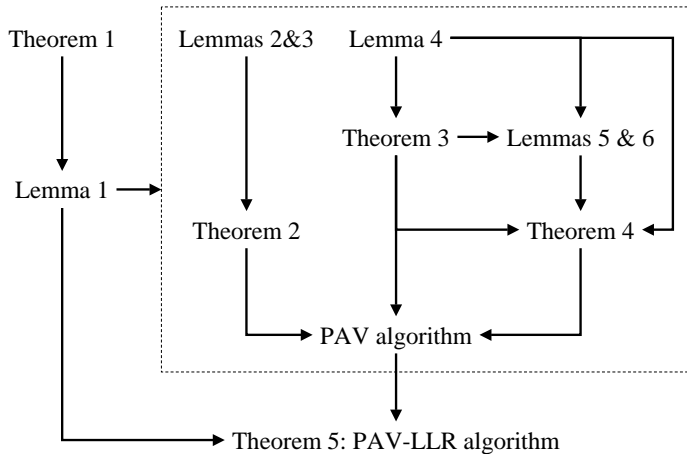 Theorem 1
Lemmas 2&3
Lemma 4
Theorem 3
Lemmas 5 & 6
Lemma 1
Theorem 2
Theorem 4
PAV algorithm
Theorem 5: PAV-LLR algorithm